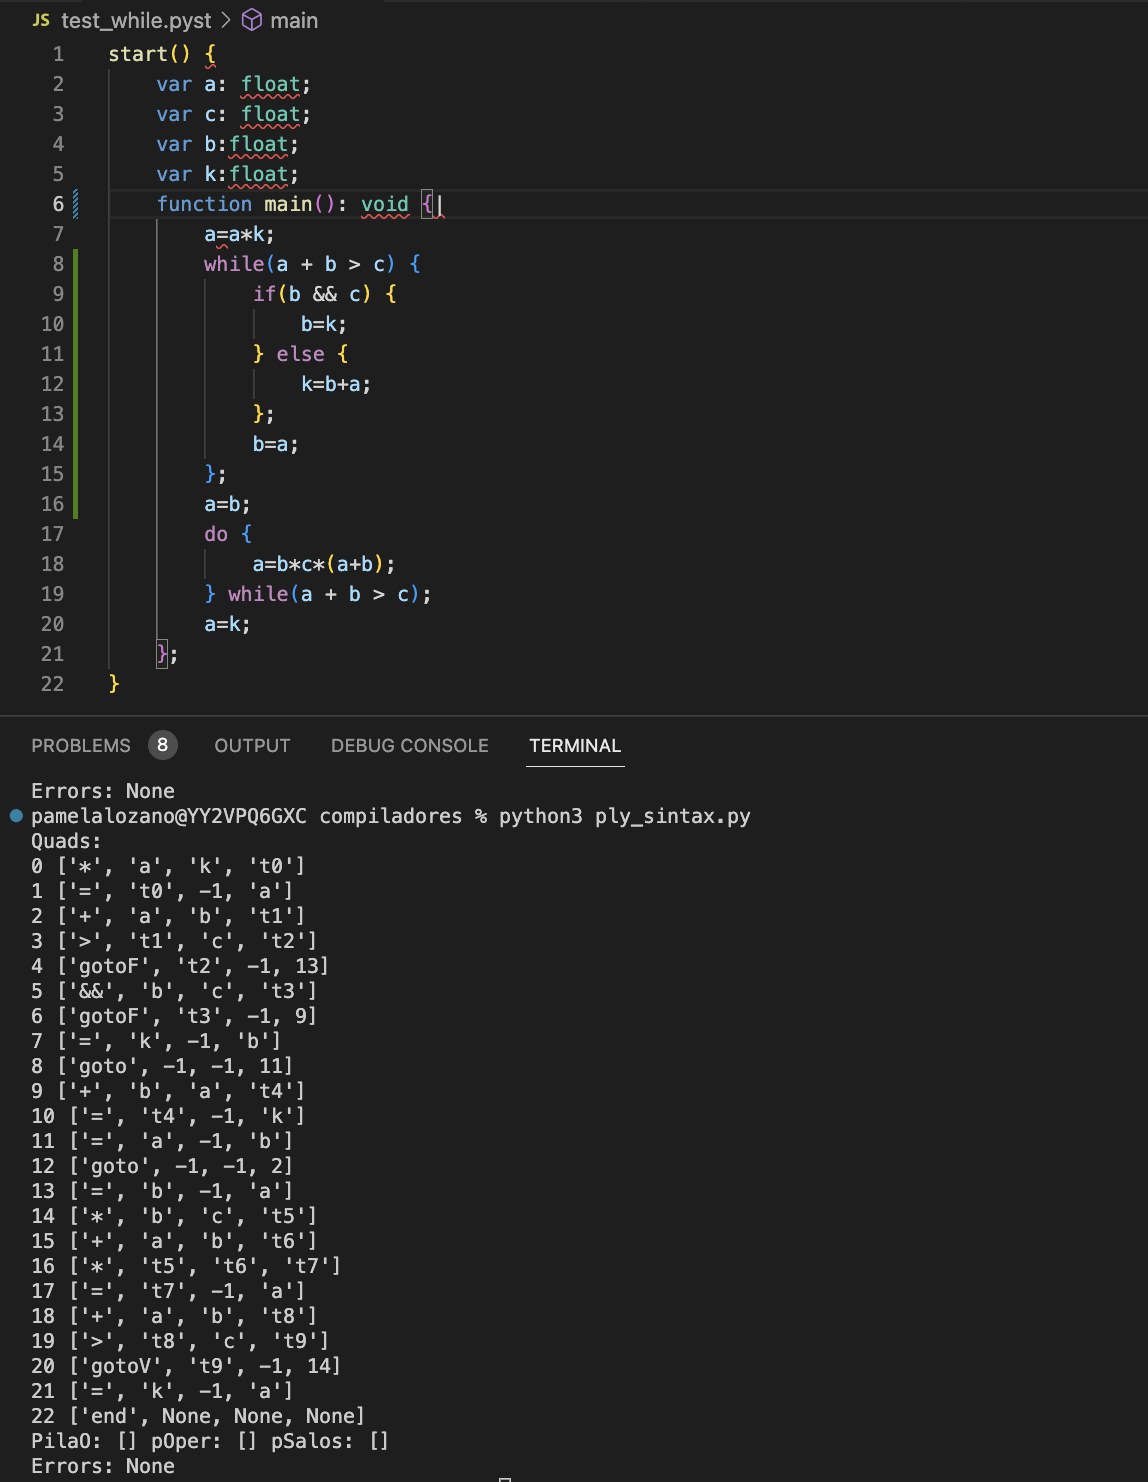 JS test_while.pyst > main
1 start() {
2 var a: float;
3 var c: float;
4 var b:float;
5 var k:float;
6 function main(): void {
7 a=a*k;
8 while(a + b > c) {
9 if(b && c) {
10 b=k;
11 } else {
12 k=b+a;
13 };
14 b=a;
15 };
16 a=b;
17 do {
18 a=b*c*(a+b);
19 } while(a + b > c);
20 a=k;
21 };
22 }
PROBLEMS 8 OUTPUT DEBUG CONSOLE TERMINAL
Errors: None
pamelalozano@YY2VPQ6GXC compiladores % python3 ply_sintax.py
Quads:
0 ['*', 'a', 'k', 't0']
1 ['=', 't0', -1, 'a']
2 ['+', 'a', 'b', 't1']
3 ['>', 't1', 'c', 't2']
4 ['gotoF', 't2', -1, 13]
5 ['&&', 'b', 'c', 't3']
6 ['gotoF', 't3', -1, 9]
7 ['=', 'k', -1, 'b']
8 ['goto', -1, -1, 11]
9 ['+', 'b', 'a', 't4']
10 ['=', 't4', -1, 'k']
11 ['=', 'a', -1, 'b']
12 ['goto', -1, -1, 2]
13 ['=', 'b', -1, 'a']
14 ['*', 'b', 'c', 't5']
15 ['+', 'a', 'b', 't6']
16 ['*', 't5', 't6', 't7']
17 ['=', 't7', -1, 'a']
18 ['+', 'a', 'b', 't8']
19 ['>', 't8', 'c', 't9']
20 ['gotoV', 't9', -1, 14]
21 ['=', 'k', -1, 'a']
22 ['end', None, None, None]
PilaO: [] pOper: [] pSalos: []
Errors: None